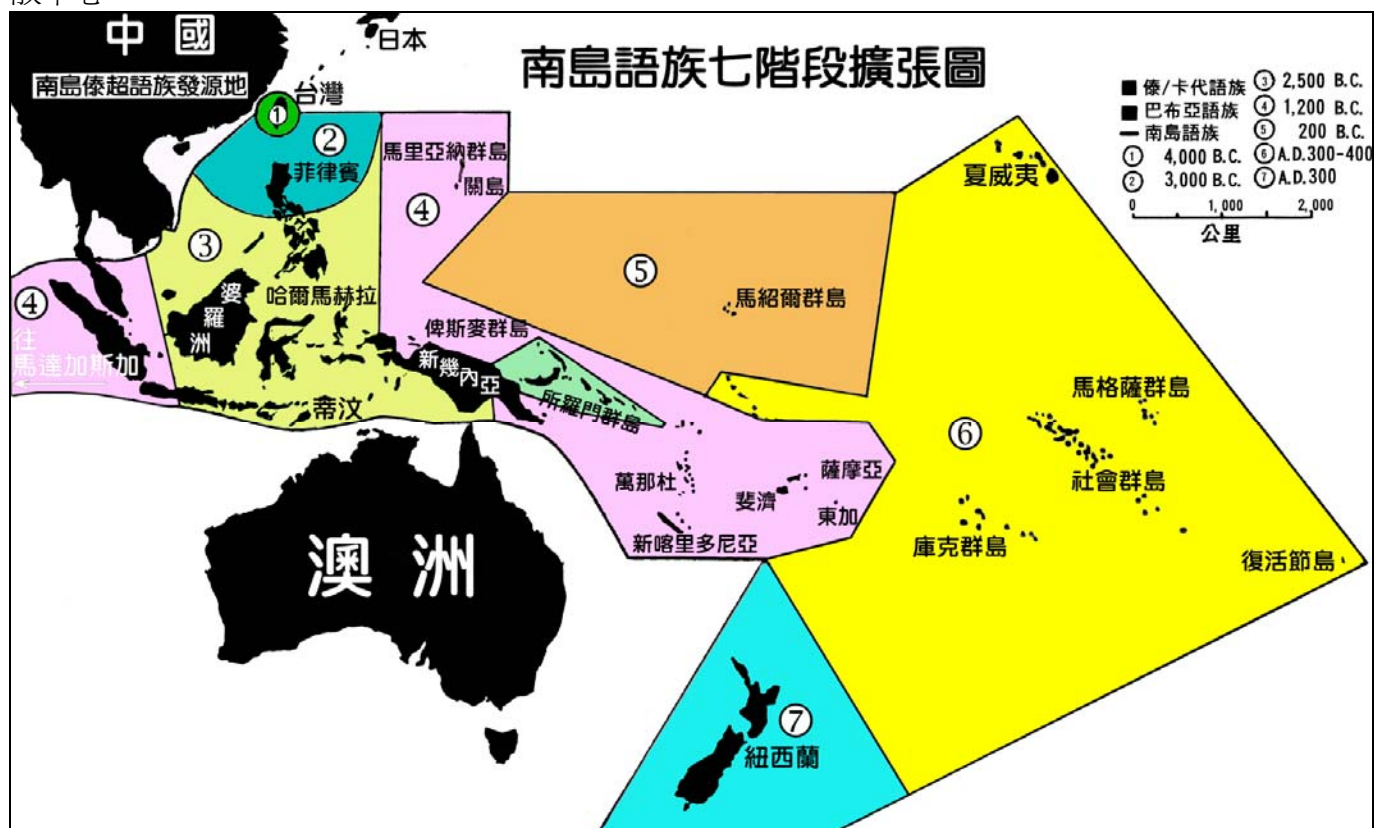 中國
日本
南島語族七階段擴張圖
南島傣超語族發源地
台灣
①
②
菲律賓
馬里亞納群島
關島
④
③
婆羅洲
哈爾馬赫拉
④
往
馬達加斯加
帝汶
俾斯麥群島
新幾內亞
所羅門群島
⑤
馬紹爾群島
夏威夷
■ 傣/卡代語族 ③ 2,500 B.C.
■ 巴布亞語族 ④ 1,200 B.C.
━ 南島語族 ⑤ 200 B.C.
① 4,000 B.C. ⑥ A.D.300-400
② 3,000 B.C. ⑦ A.D.300
0 1,000 2,000
公里
⑥
馬格薩群島
社會群島
庫克群島
復活節島
萬那杜
斐濟
薩摩亞
東加
新喀里多尼亞
澳洲
⑦
紐西蘭